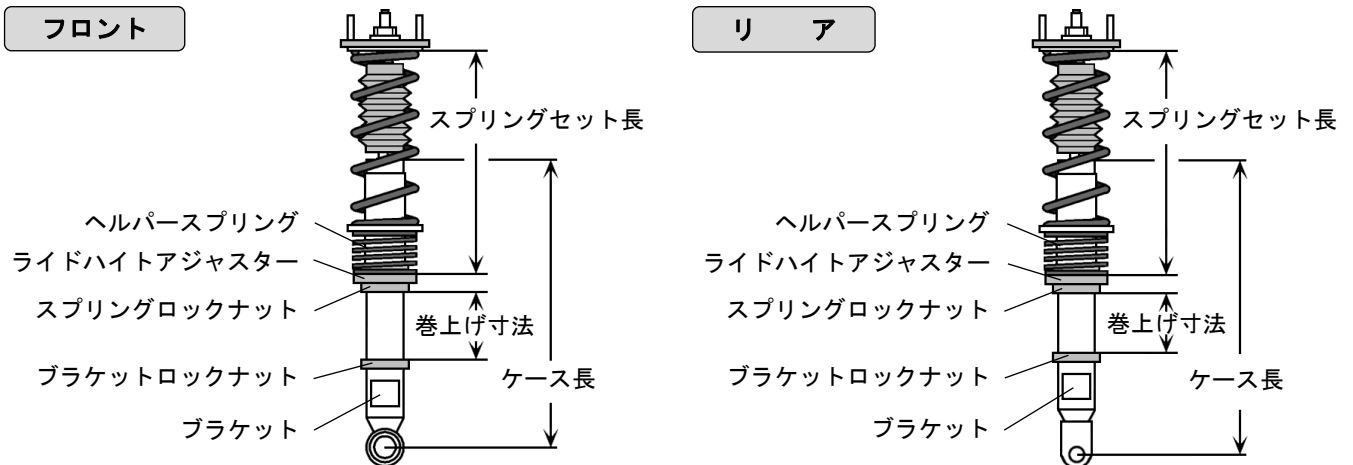 フロント
スプリングセット長
ヘルパースプリング
ライドハイトアジャスター
スプリングロックナット
巻上げ寸法
ブラケットロックナット
ケース長
ブラケット
リ ア
スプリングセット長
ヘルパースプリング
ライドハイトアジャスター
スプリングロックナット
巻上げ寸法
ブラケットロックナット
ケース長
ブラケット